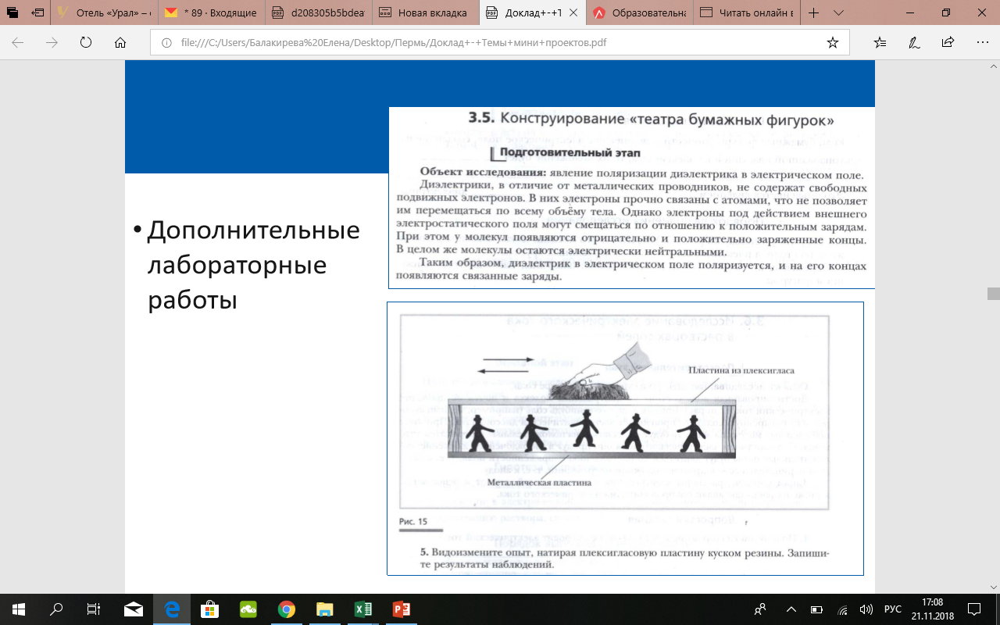 Отель «Урал» –
* 89 · Входящие
d208305b5bdea
Новая вкладка
Доклад+-+Т
Образовательна
Читать онлайн
file:///C:/Users/Балакирева%20Елена/Desktop/Пермь/Доклад+-+Темы+мини+проектов.pdf
• Дополнительные
лабораторные
работы
3.5. Конструирование «театра бумажных фигурок»
Подготовительный этап
Объект исследования: явление поляризации диэлектрика в электрическом поле.
Диэлектрики, в отличие от металлических проводников, не содержат свободных
подвижных электронов. В них электроны прочно связаны с атомами, что не позволяет
им перемещаться по всему объёму тела. Однако электроны под действием внешнего
электростатического поля могут смещаться по отношению к положительным зарядам.
При этом у молекул появляются отрицательно и положительно заряженные концы.
В целом же молекулы остаются электрически нейтральными.
Таким образом, диэлектрик в электрическом поле поляризуется, и на его концах
появляются связанные заряды.
Пластина из плексигласа
Металлическая пластина
Рис. 15
5. Видоизмените опыт, натирая плексигласовую пластину куском резины. Запиши-
те результаты наблюдений.
РУС
17:08
21.11.2018